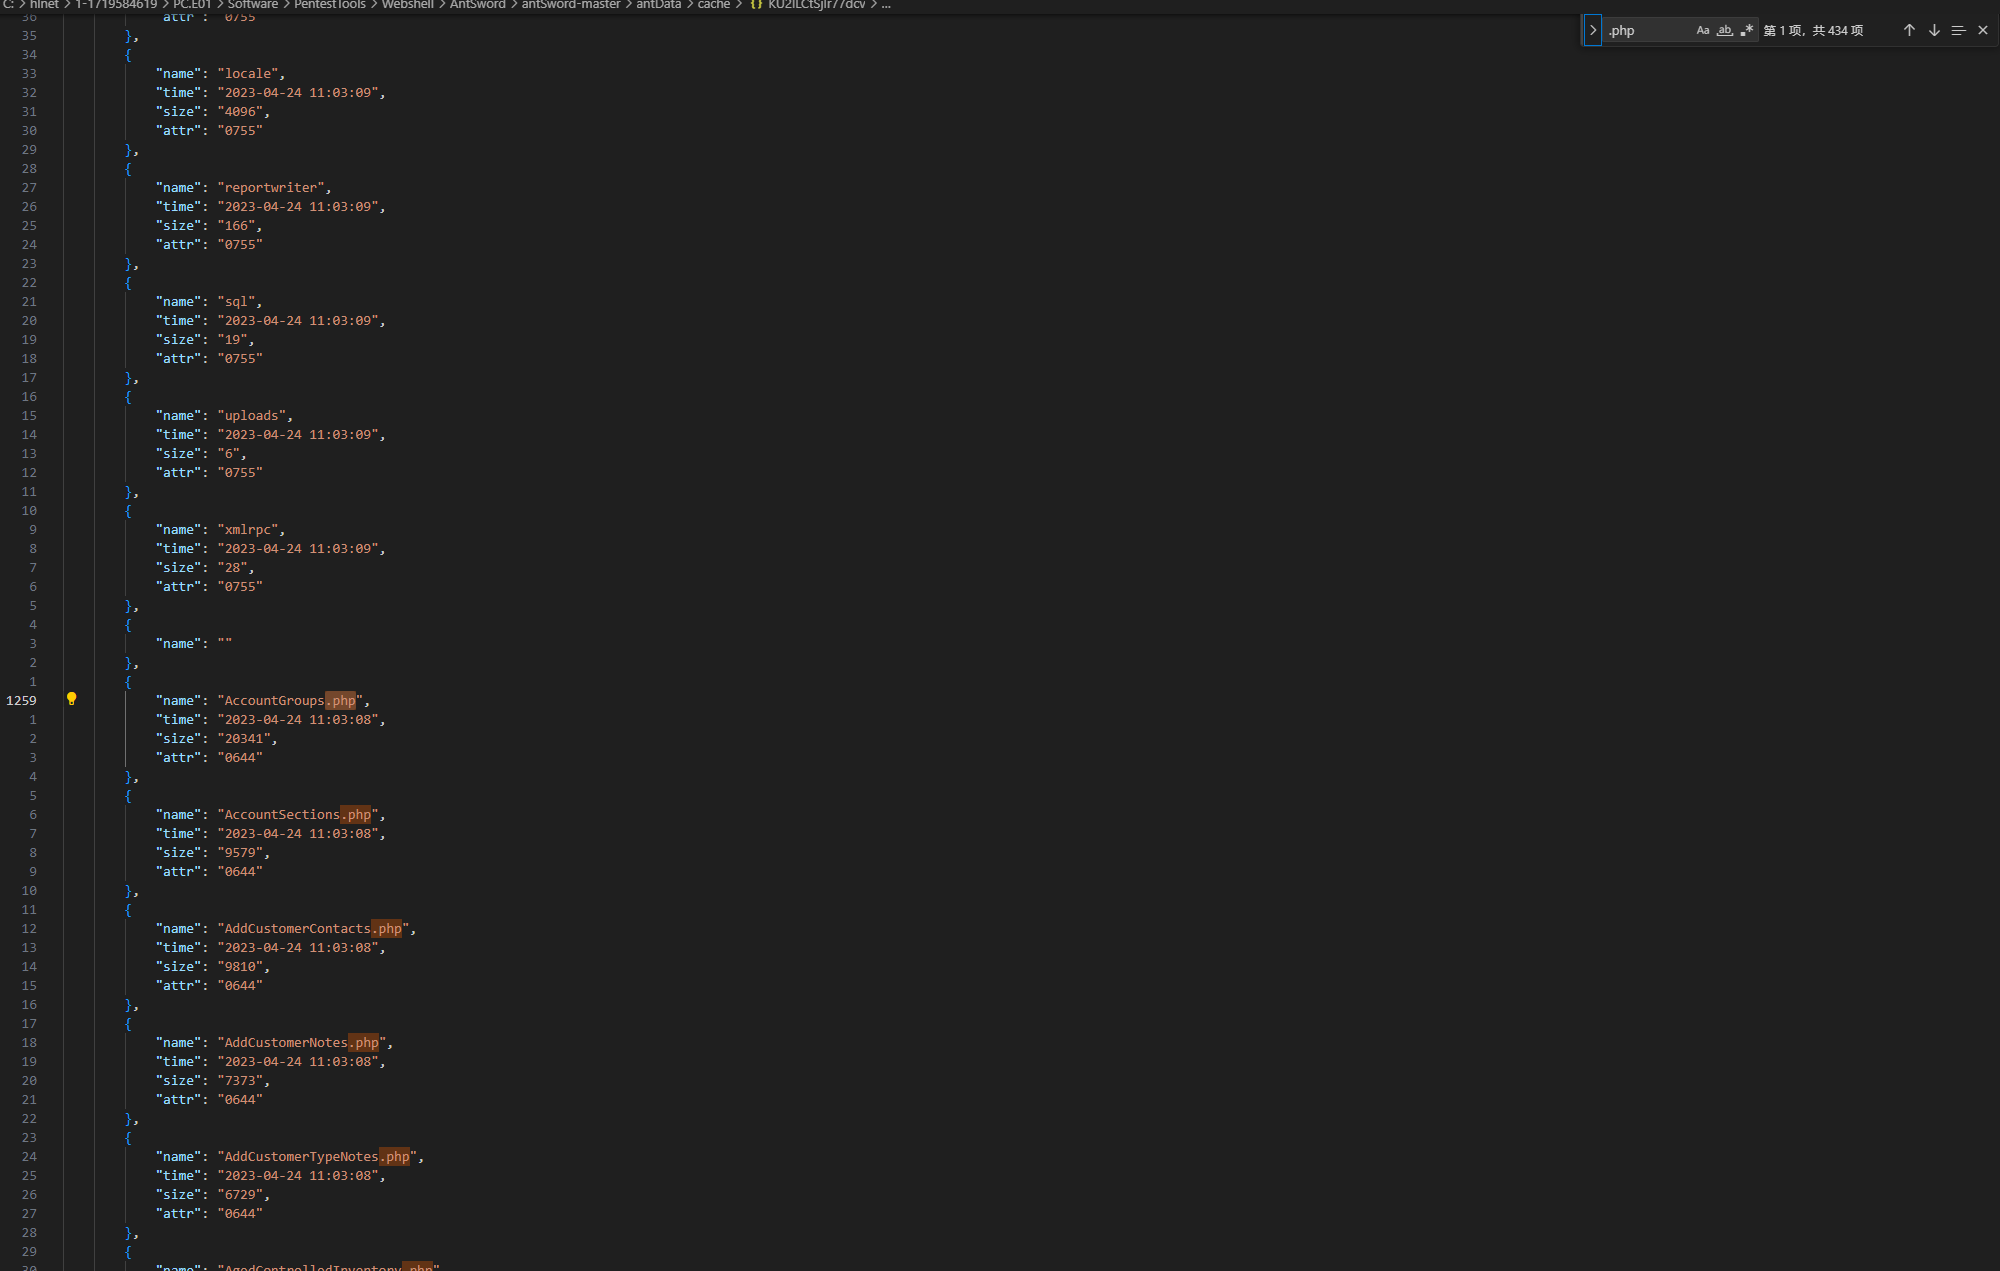 C: > hlnet > 1-1719584619 > PC.E01 > Software > PentestTools > Webshell > AntSword > antSword-master > antData > cache > {} > ...
.php Aa ab, .* 第 1 项，共 434 项
36 "attr": "0755"
35 },
34 {
33 "name": "locale",
32 "time": "2023-04-24 11:03:09",
31 "size": "4096",
30 "attr": "0755"
29 },
28 {
27 "name": "reportwriter",
26 "time": "2023-04-24 11:03:09",
25 "size": "166",
24 "attr": "0755"
23 },
22 {
21 "name": "sql",
20 "time": "2023-04-24 11:03:09",
19 "size": "19",
18 "attr": "0755"
17 },
16 {
15 "name": "uploads",
14 "time": "2023-04-24 11:03:09",
13 "size": "6",
12 "attr": "0755"
11 },
10 {
9 "name": "xmlrpc",
8 "time": "2023-04-24 11:03:09",
7 "size": "28",
6 "attr": "0755"
5 },
4 {
3 "name": ""
2 },
1 {
1259 "name": "AccountGroups.php",
1 "time": "2023-04-24 11:03:08",
2 "size": "20341",
3 "attr": "0644"
4 },
5 {
6 "name": "AccountSections.php",
7 "time": "2023-04-24 11:03:08",
8 "size": "9579",
9 "attr": "0644"
10 },
11 {
12 "name": "AddCustomerContacts.php",
13 "time": "2023-04-24 11:03:08",
14 "size": "9810",
15 "attr": "0644"
16 },
17 {
18 "name": "AddCustomerNotes.php",
19 "time": "2023-04-24 11:03:08",
20 "size": "7373",
21 "attr": "0644"
22 },
23 {
24 "name": "AddCustomerTypeNotes.php",
25 "time": "2023-04-24 11:03:08",
26 "size": "6729",
27 "attr": "0644"
28 },
29 {
30 "name": "AgedControlledInventory.php"